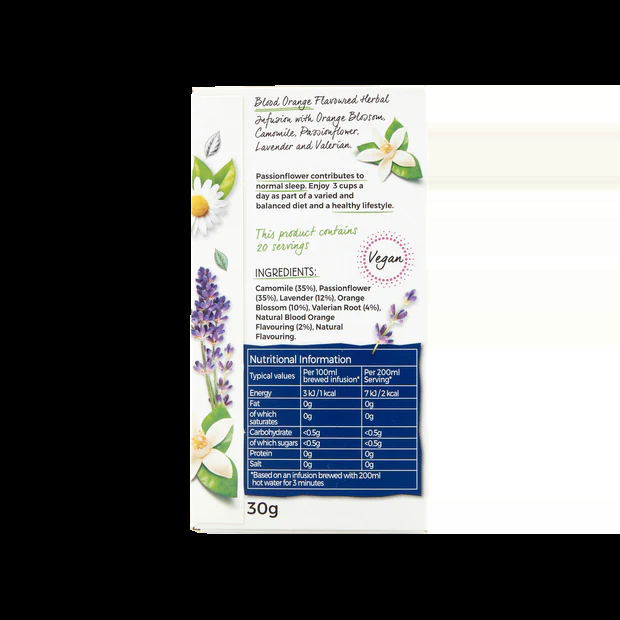 Blood Orange Flavoured Herbal
Infusion with Orange Blossom,
Camomile, Passionflower,
Lavender and Valerian.
Passionflower contributes to
normal sleep. Enjoy 3 cups a
day as part of a varied and
balanced diet and a healthy lifestyle.
This product contains
20 servings
Vegan
INGREDIENTS:
Camomile (35%), Passionflower
(35%), Lavender (12%), Orange
Blossom (10%), Valerian Root (4%),
Natural Blood Orange
Flavouring (2%), Natural
Flavouring.
Nutritional Information
Typical values Per 100ml brewed infusion* Per 200ml Serving*
Energy 3 kJ/1 kcal 7 kJ/2 kcal
Fat 0g 0g
of which saturates 0g 0g
Carbohydrate <0.5g <0.5g
of which sugars <0.5g <0.5g
Protein 0g 0g
Salt 0g 0g
*Based on an infusion brewed with 200ml
hot water for 3 minutes
30g